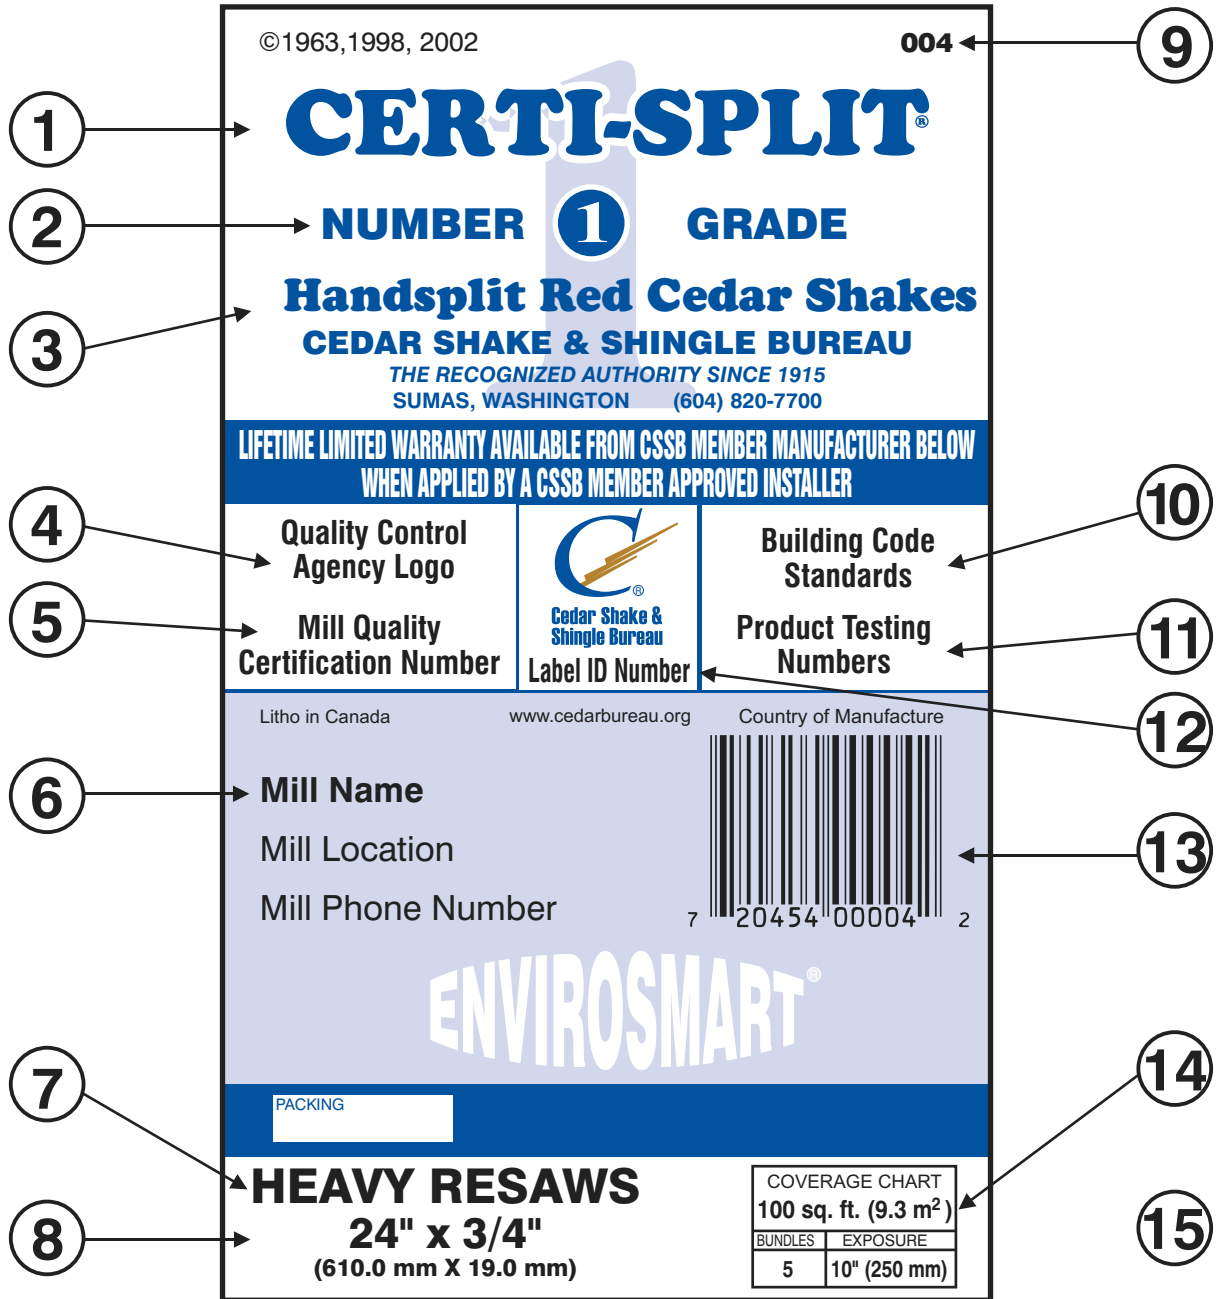 ©1963,1998, 2002
004
9
1
CERTI-SPLIT®
2
NUMBER 1 GRADE
3
Handsplit Red Cedar Shakes
CEDAR SHAKE & SHINGLE BUREAU
THE RECOGNIZED AUTHORITY SINCE 1915
SUMAS, WASHINGTON (604) 820-7700
LIFETIME LIMITED WARRANTY AVAILABLE FROM CSSB MEMBER MANUFACTURER BELOW
WHEN APPLIED BY A CSSB MEMBER APPROVED INSTALLER
4
Quality Control
Agency Logo
5
Mill Quality
Certification Number
®
Cedar Shake &
Shingle Bureau
Label ID Number
10
Building Code
Standards
11
Product Testing
Numbers
12
Litho in Canada
www.cedarbureau.org
Country of Manufacture
6
Mill Name
Mill Location
Mill Phone Number
13
7 20454 00004 2
ENVIROSMART®
7
PACKING
14
HEAVY RESAWS
8
24" x 3/4"
(610.0 mm X 19.0 mm)
COVERAGE CHART
100 sq. ft. (9.3 m²)
BUNDLES EXPOSURE
5 10" (250 mm)
15